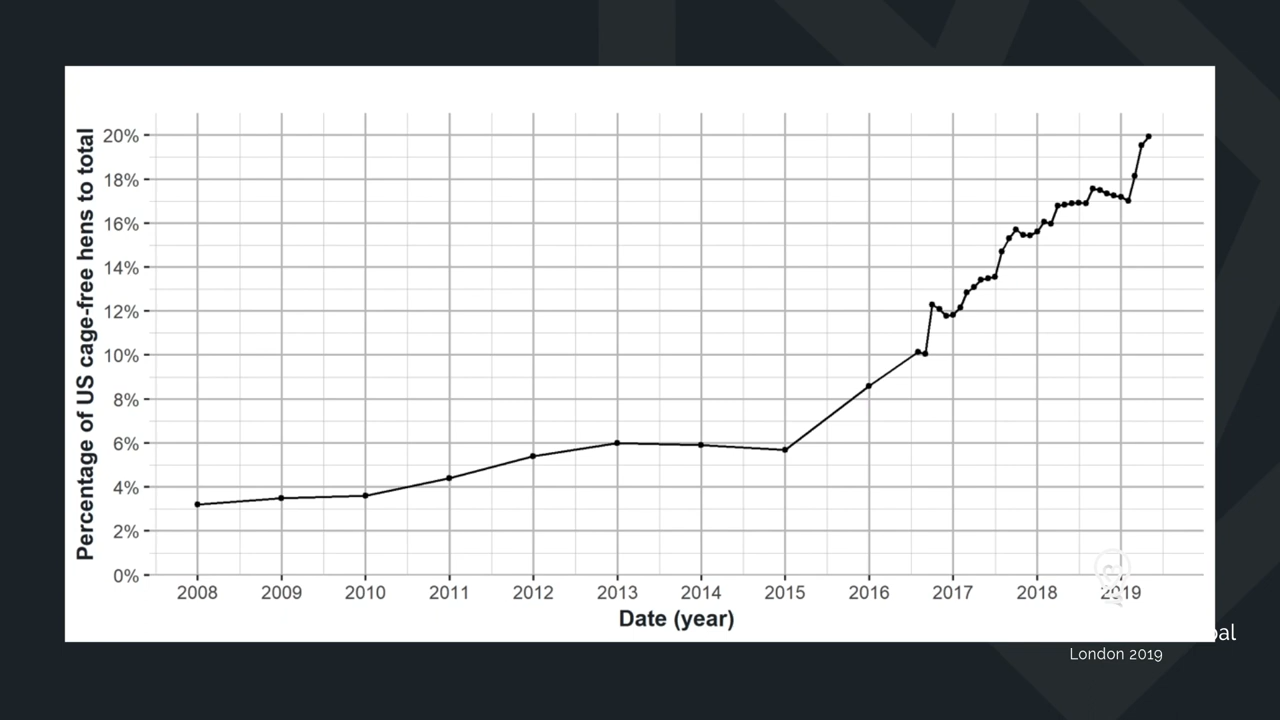 Percentage of US cage-free hens to total
20%
18%
16%
14%
12%
10%
8%
6%
4%
2%
0%
2008 2009 2010 2011 2012 2013 2014 2015 2016 2017 2018 2019
Date (year)
London 2019